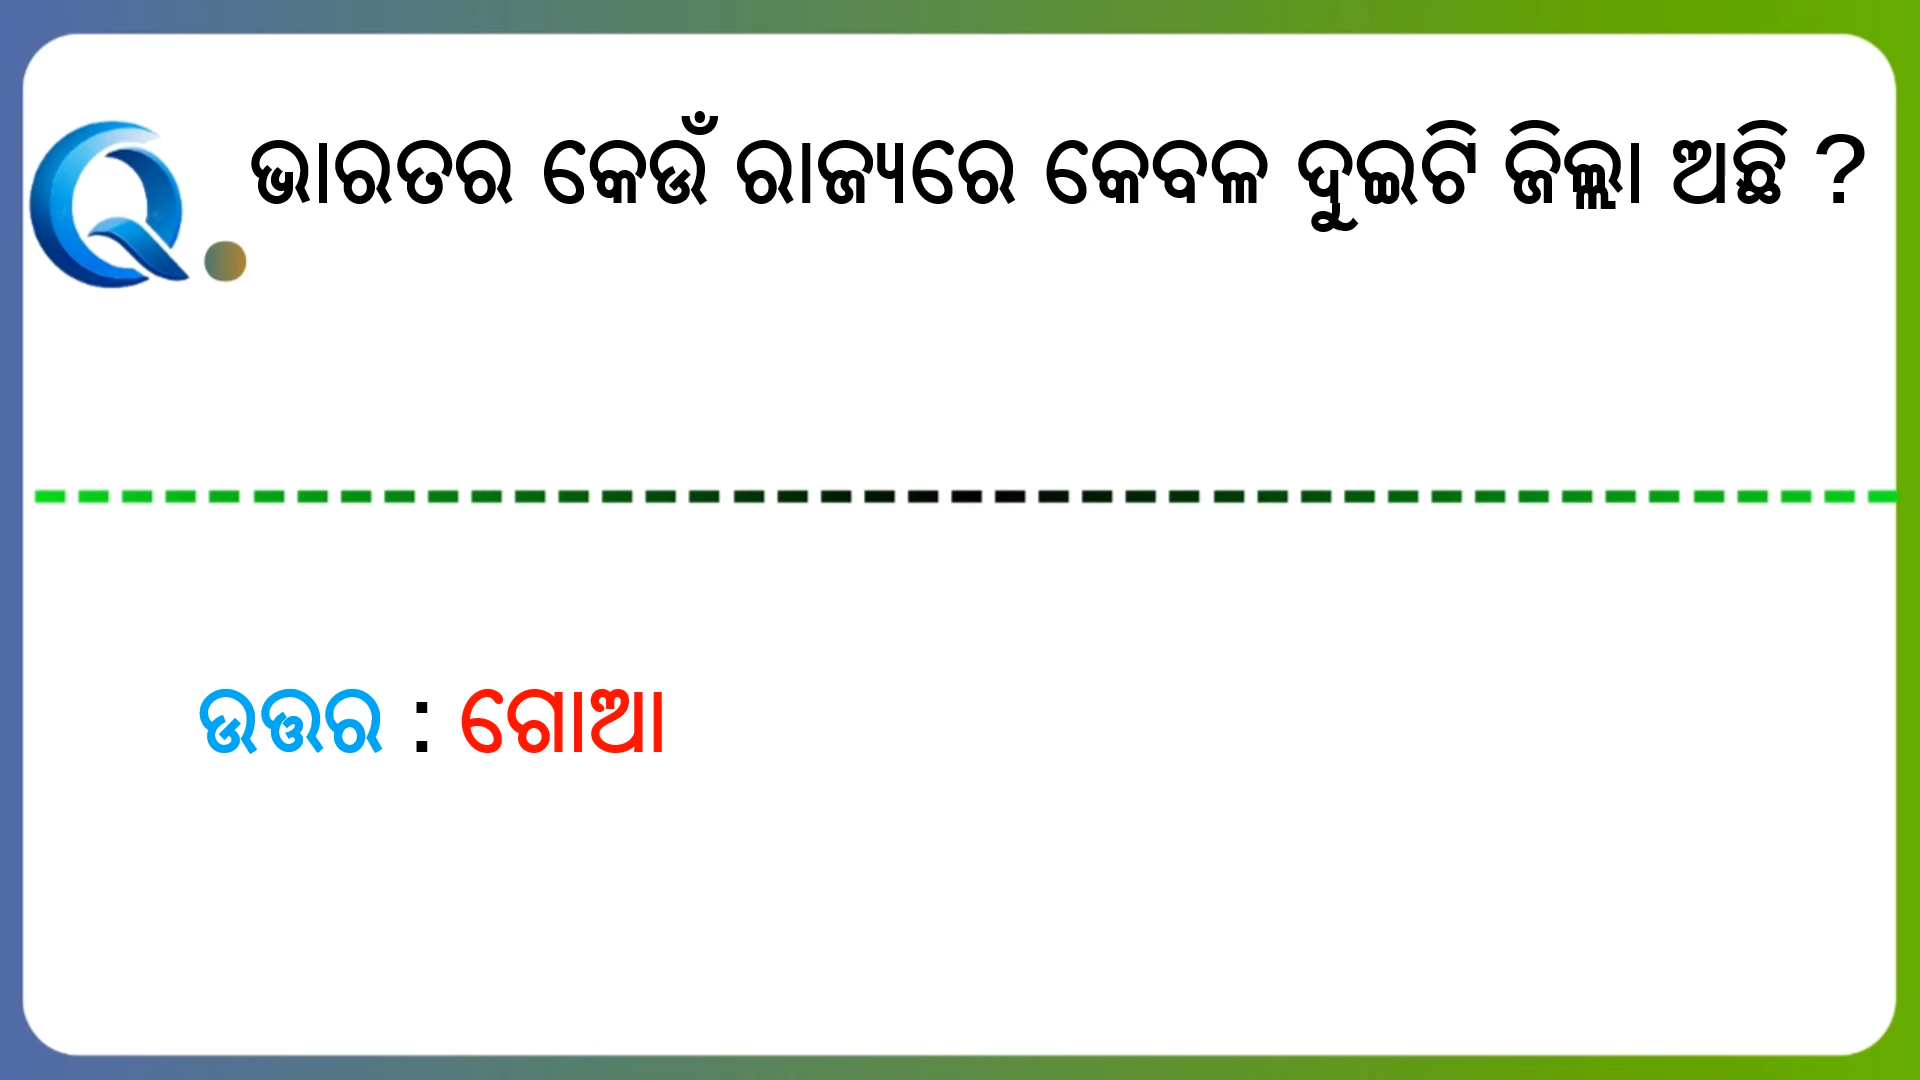 Q. ଭାରତର କେଉଁ ରାଜ୍ୟରେ କେବଳ ଦୁଇଟି ଜିଲ୍ଲା ଅଛି ?
ଉତ୍ତର : ଗୋଆ